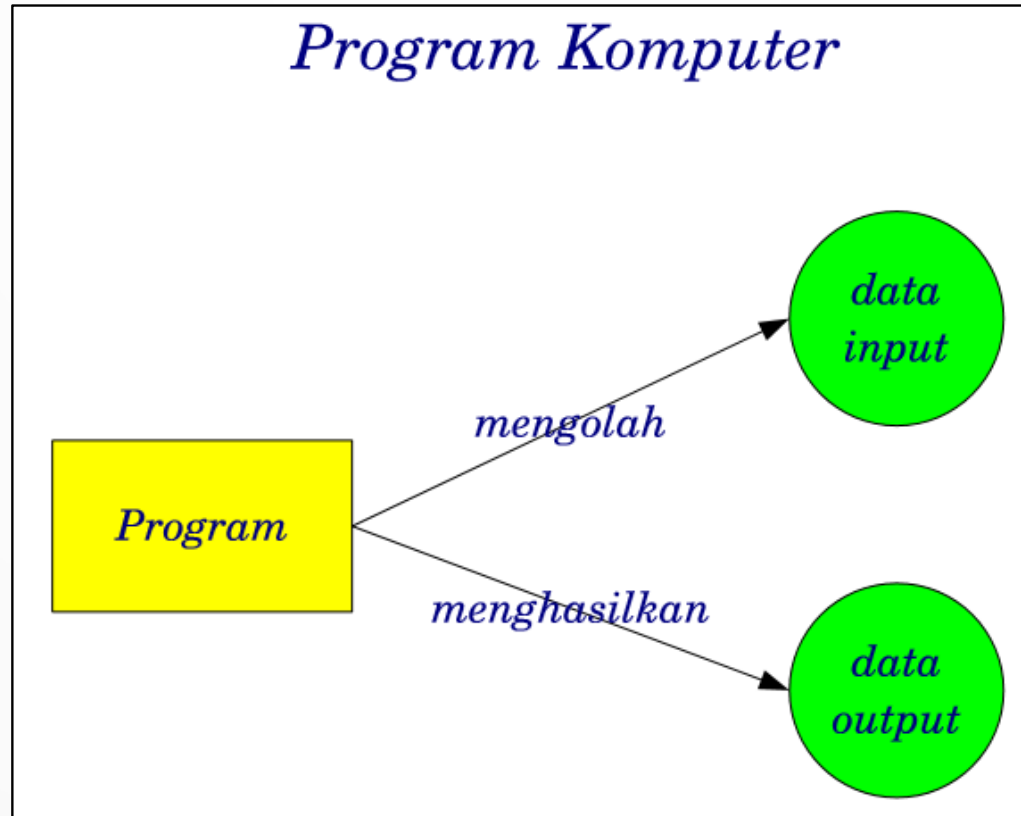 Program Komputer
data
input
mengolah
Program
menghasilkan
data
output